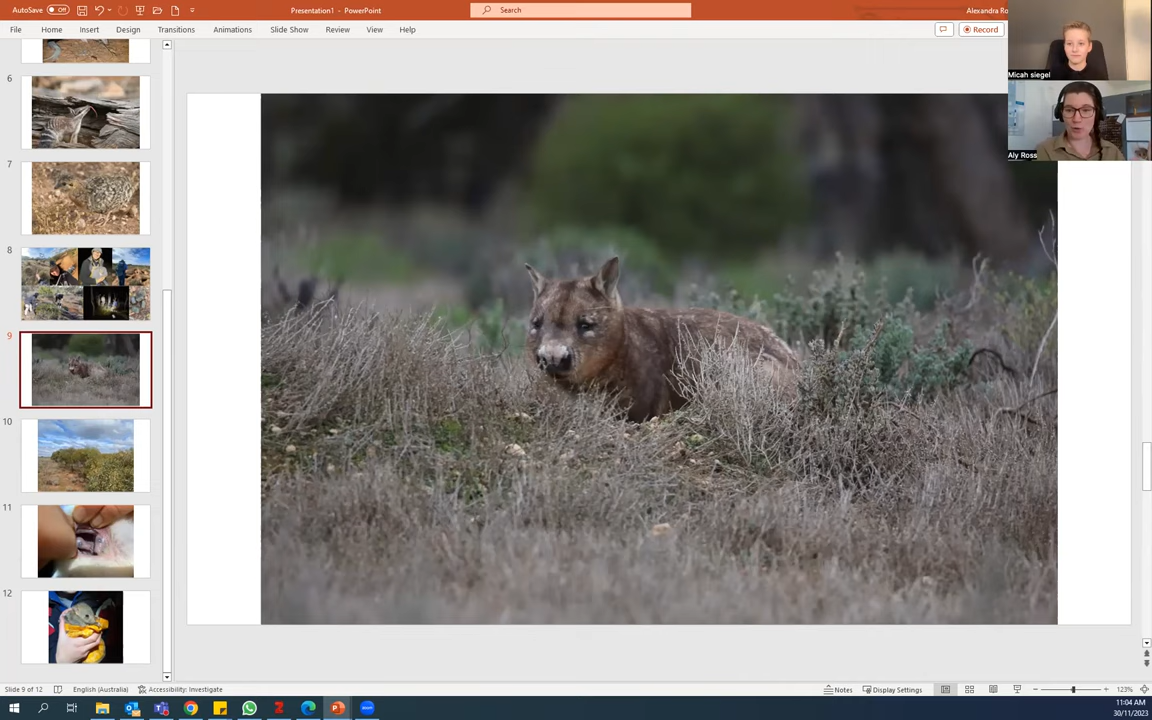 AutoSave Off Presentation1 - PowerPoint Search Alexandra Ro
File Home Insert Design Transitions Animations Slide Show Review View Help Record
Micah siegel
Aly Ross
6
7
8
9
10
11
12
Slide 9 of 12 English (Australia) Accessibility: Investigate Notes Display Settings 123%
11:04 AM
30/11/2023